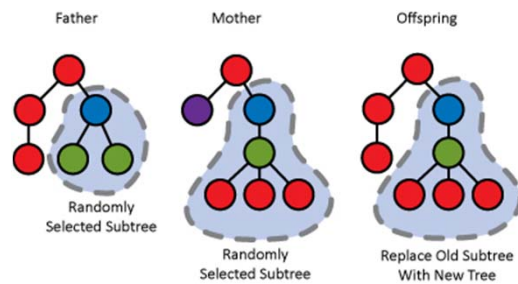 Father
Mother
Offspring
Randomly
Selected Subtree
Randomly
Selected Subtree
Replace Old Subtree
With New Tree